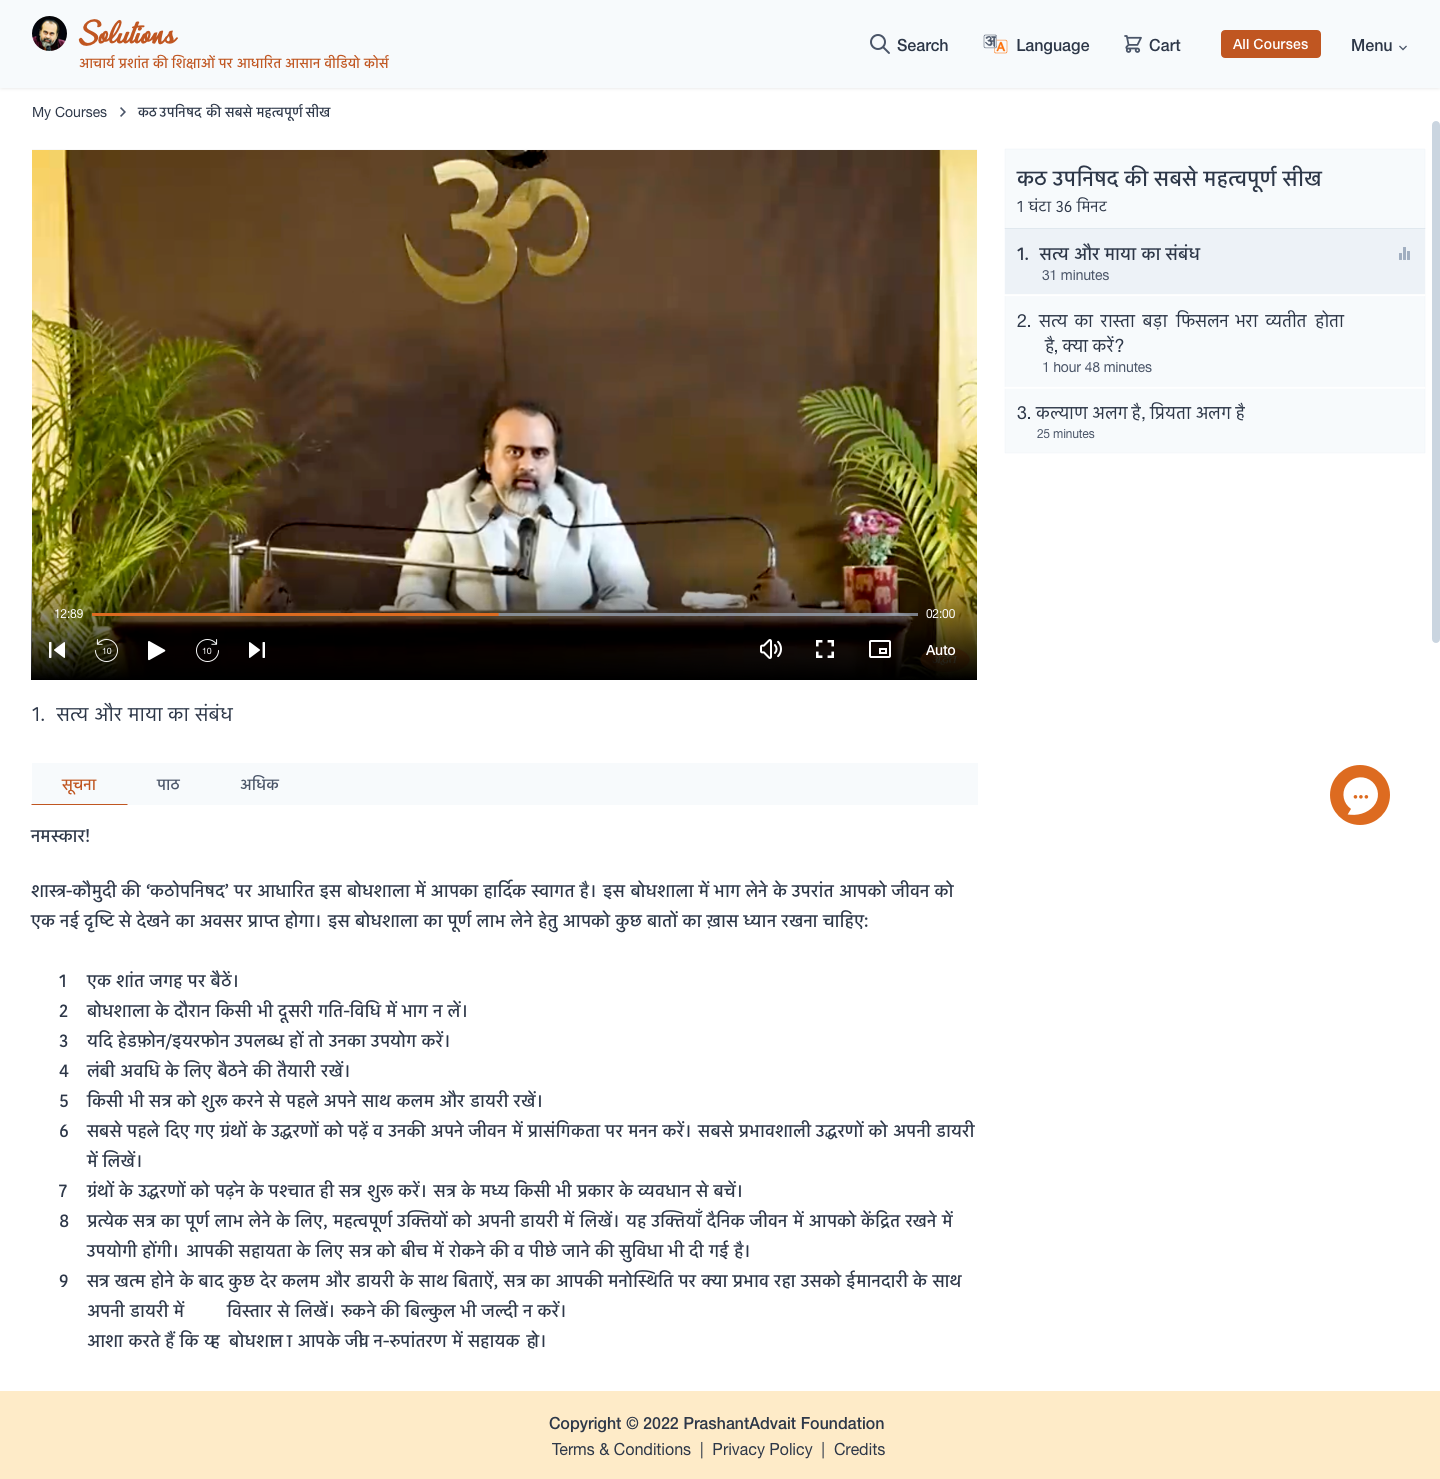 Solutions
आचार्य प्रशांत की शिक्षाओं पर आधारित आसान वीडियो कोर्स
Search
Language
Cart
All Courses
Menu
My Courses > कठ उपनिषद की सबसे महत्वपूर्ण सीख
ॐ
12:89
02:00
10
10
Auto
कठ उपनिषद की सबसे महत्वपूर्ण सीख
1 घंटा 36 मिनट
1. सत्य और माया का संबंध
31 minutes
2. सत्य का रास्ता बड़ा फिसलन भरा व्यतीत होता
है, क्या करें?
1 hour 48 minutes
3. कल्याण अलग है, प्रियता अलग है
25 minutes
1. सत्य और माया का संबंध
सूचना
पाठ
अधिक
नमस्कार!
शास्त्र-कौमुदी की ‘कठोपनिषद’ पर आधारित इस बोधशाला में आपका हार्दिक स्वागत है। इस बोधशाला में भाग लेने के उपरांत आपको जीवन को
एक नई दृष्टि से देखने का अवसर प्राप्त होगा। इस बोधशाला का पूर्ण लाभ लेने हेतु आपको कुछ बातों का ख़ास ध्यान रखना चाहिए:
1 एक शांत जगह पर बैठें।
2 बोधशाला के दौरान किसी भी दूसरी गति-विधि में भाग न लें।
3 यदि हेडफ़ोन/इयरफोन उपलब्ध हों तो उनका उपयोग करें।
4 लंबी अवधि के लिए बैठने की तैयारी रखें।
5 किसी भी सत्र को शुरू करने से पहले अपने साथ कलम और डायरी रखें।
6 सबसे पहले दिए गए ग्रंथों के उद्धरणों को पढ़ें व उनकी अपने जीवन में प्रासंगिकता पर मनन करें। सबसे प्रभावशाली उद्धरणों को अपनी डायरी
में लिखें।
7 ग्रंथों के उद्धरणों को पढ़ने के पश्चात ही सत्र शुरू करें। सत्र के मध्य किसी भी प्रकार के व्यवधान से बचें।
8 प्रत्येक सत्र का पूर्ण लाभ लेने के लिए, महत्वपूर्ण उक्तियों को अपनी डायरी में लिखें। यह उक्तियाँ दैनिक जीवन में आपको केंद्रित रखने में
उपयोगी होंगी। आपकी सहायता के लिए सत्र को बीच में रोकने की व पीछे जाने की सुविधा भी दी गई है।
9 सत्र खत्म होने के बाद कुछ देर कलम और डायरी के साथ बिताऐं, सत्र का आपकी मनोस्थिति पर क्या प्रभाव रहा उसको ईमानदारी के साथ
अपनी डायरी में विस्तार से लिखें। रुकने की बिल्कुल भी जल्दी न करें।
आशा करते हैं कि यह बोधशाला आपके जीवन-रुपांतरण में सहायक हो।
Copyright © 2022 PrashantAdvait Foundation
Terms & Conditions | Privacy Policy | Credits